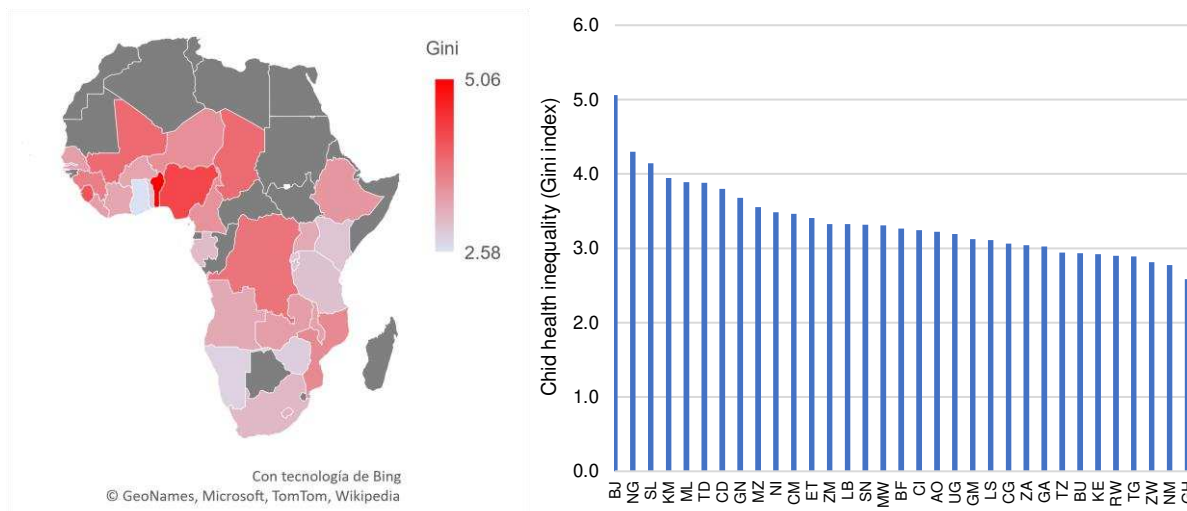 Gini
5.06
2.58
Con tecnología de Bing
© GeoNames, Microsoft, TomTom, Wikipedia
Chid health inequality (Gini index)
6.0
5.0
4.0
3.0
2.0
1.0
0.0
BJ NG SL KM ML TD CD GN MZ NI CM ET ZM LB SN MW BF CI AO UG GM LS CG ZA GA TZ BU KE RW TG ZW NM GH